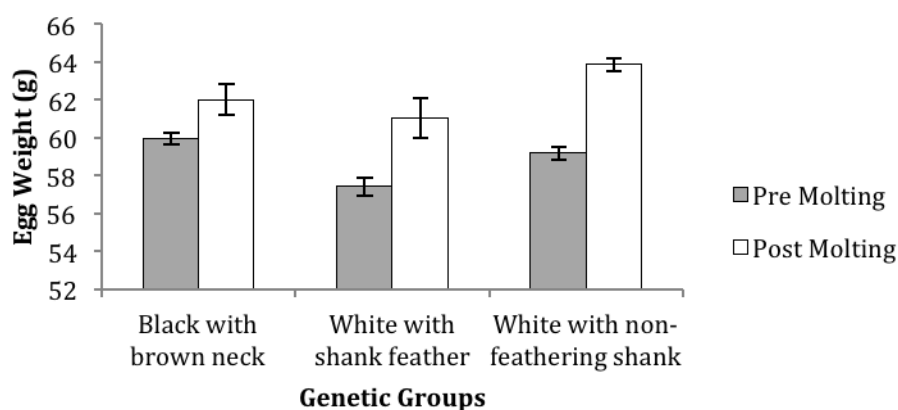 66
64
62
60
58
56
54
52
Egg Weight (g)
Pre Molting
Post Molting
Black with
brown neck
White with
shank feather
White with non-
feathering shank
Genetic Groups